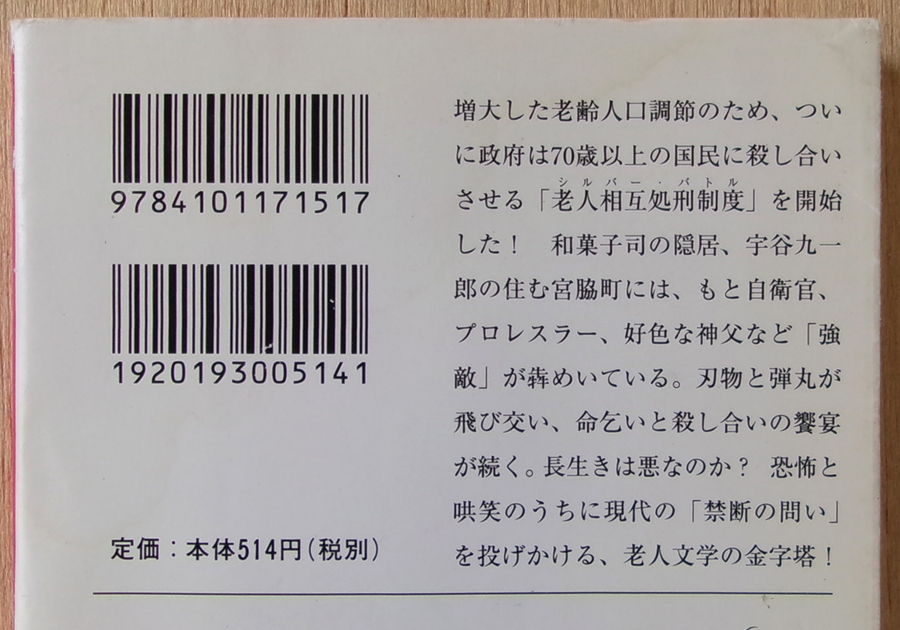 9784101171517
1920193005141
定価：本体514円(税別)
増大した老齢人口調節のため、つい
に政府は70歳以上の国民に殺し合い
シルバー・バトル
させる「老人相互処刑制度」を開始
した！　和菓子司の隠居、宇谷九一
郎の住む宮脇町には、もと自衛官、
プロレスラー、好色な神父など「強
敵」が犇めいている。刃物と弾丸が
飛び交い、命乞いと殺し合いの饗宴
が続く。長生きは悪なのか？　恐怖と
哄笑のうちに現代の「禁断の問い」
を投げかける、老人文学の金字塔！